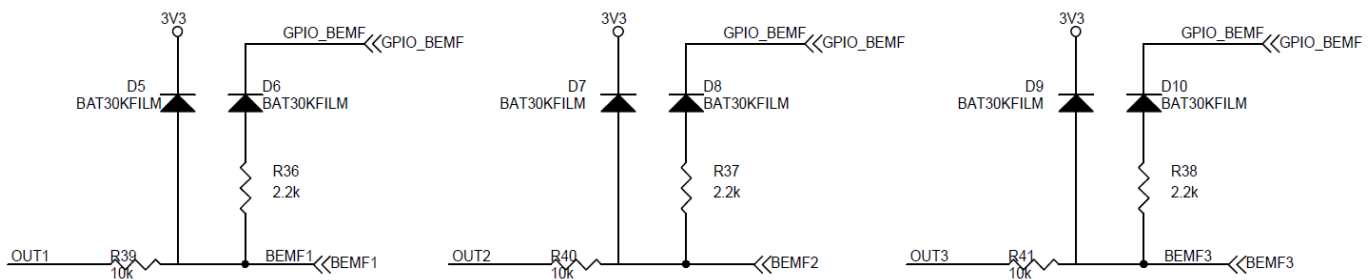 3V3
GPIO_BEMF
GPIO_BEMF
D5
BAT30KFILM
D6
BAT30KFILM
R36
2.2k
OUT1
R39
10k
BEMF1
BEMF1
3V3
GPIO_BEMF
GPIO_BEMF
D7
BAT30KFILM
D8
BAT30KFILM
R37
2.2k
OUT2
R40
10k
BEMF2
3V3
GPIO_BEMF
GPIO_BEMF
D9
BAT30KFILM
D10
BAT30KFILM
R38
2.2k
OUT3
R41
10k
BEMF3
BEMF3